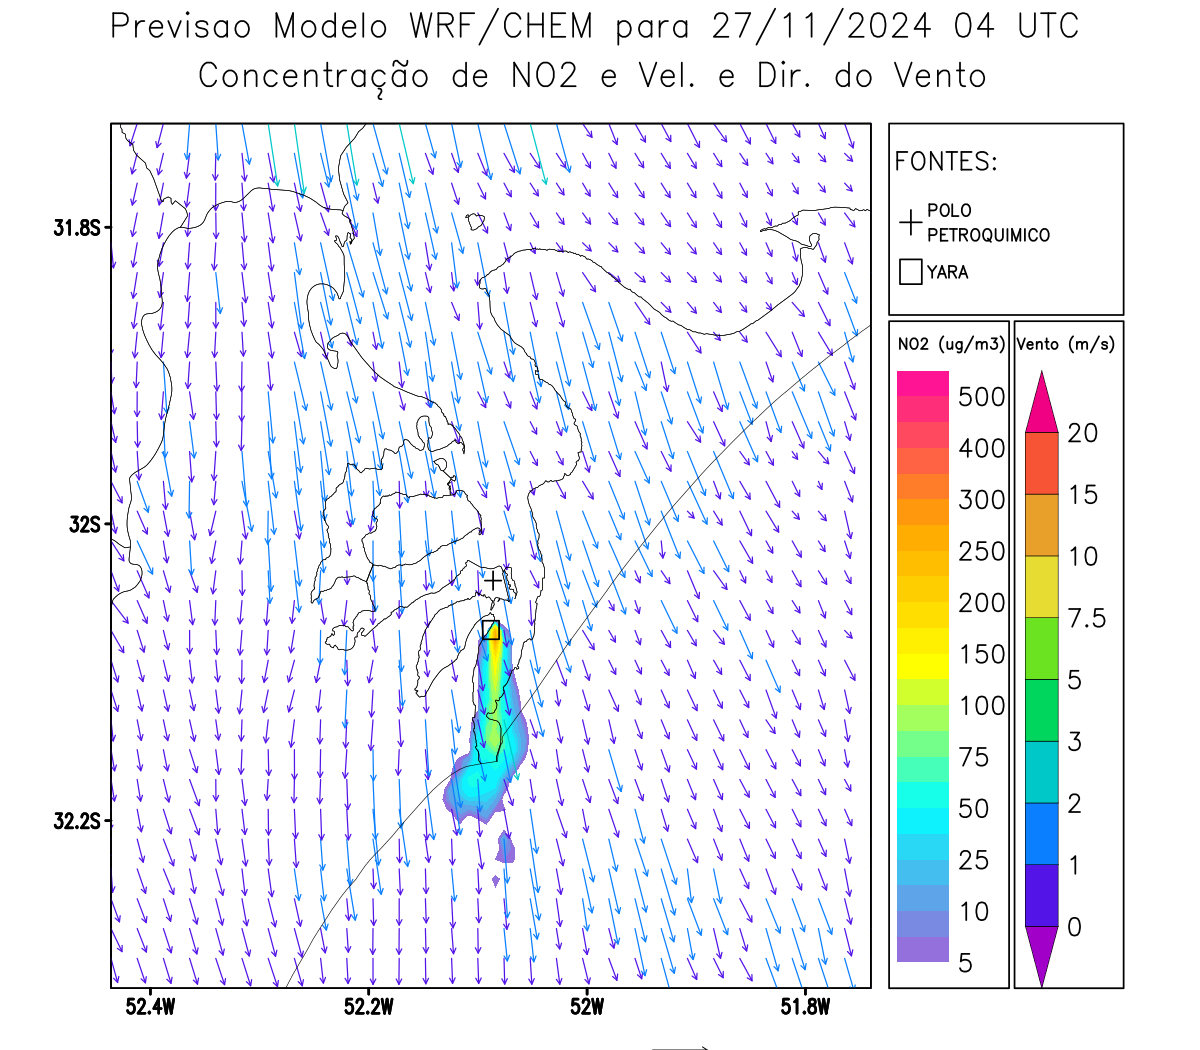 Previsao Modelo WRF/CHEM para 27/11/2024 04 UTC
Concentração de NO2 e Vel. e Dir. do Vento
FONTES:
POLO
PETROQUIMICO
YARA
NO2 (ug/m3)
500
400
300
250
200
150
100
75
50
25
10
5
Vento (m/s)
20
15
10
7.5
5
3
2
1
0
31.8S
32S
32.2S
52.4W
52.2W
52W
51.8W